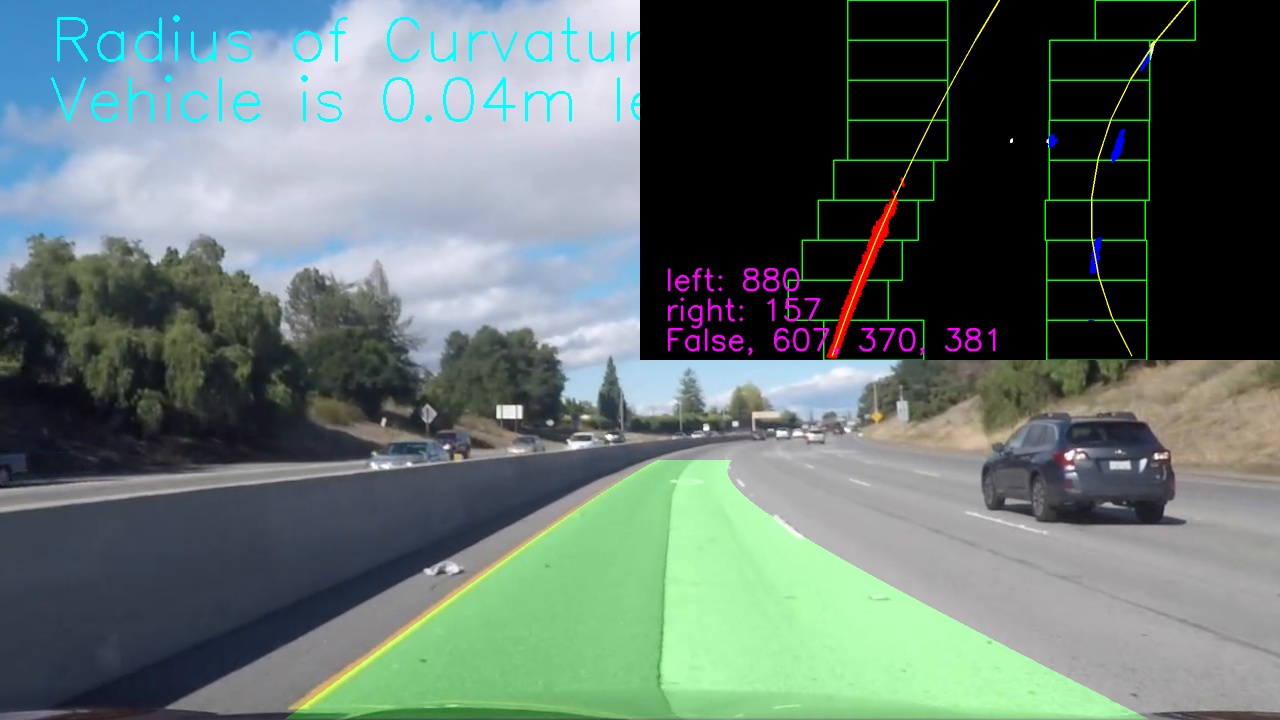 Radius of Curvatur
Vehicle is 0.04m le
left: 880
right: 157
False, 607, 370, 381